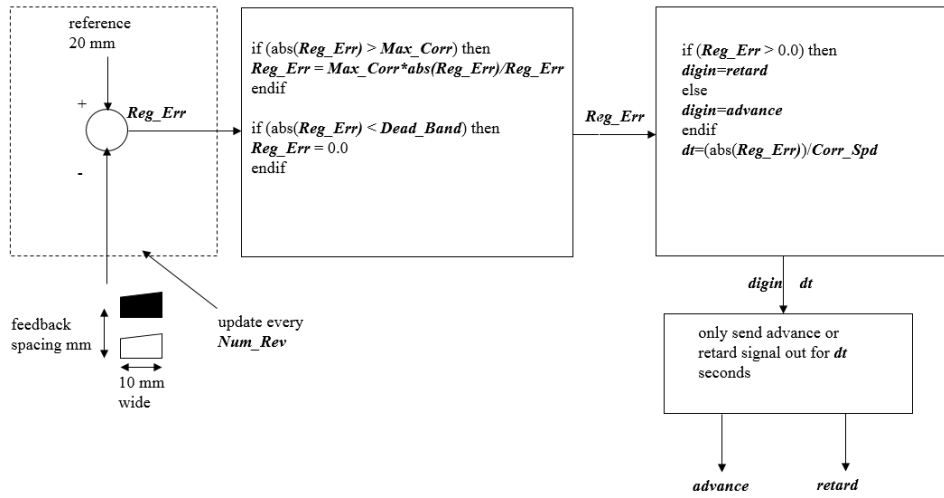 reference
20 mm
+
Reg_Err
-
feedback
spacing mm
10 mm
wide
update every
Num_Rev
if (abs(Reg_Err) > Max_Corr) then
Reg_Err = Max_Corr*abs(Reg_Err)/Reg_Err
endif
if (abs(Reg_Err) < Dead_Band) then
Reg_Err = 0.0
endif
Reg_Err
if (Reg_Err > 0.0) then
digin=retard
else
digin=advance
endif
dt=(abs(Reg_Err))/Corr_Spd
digin dt
only send advance or
retard signal out for dt
seconds
advance retard